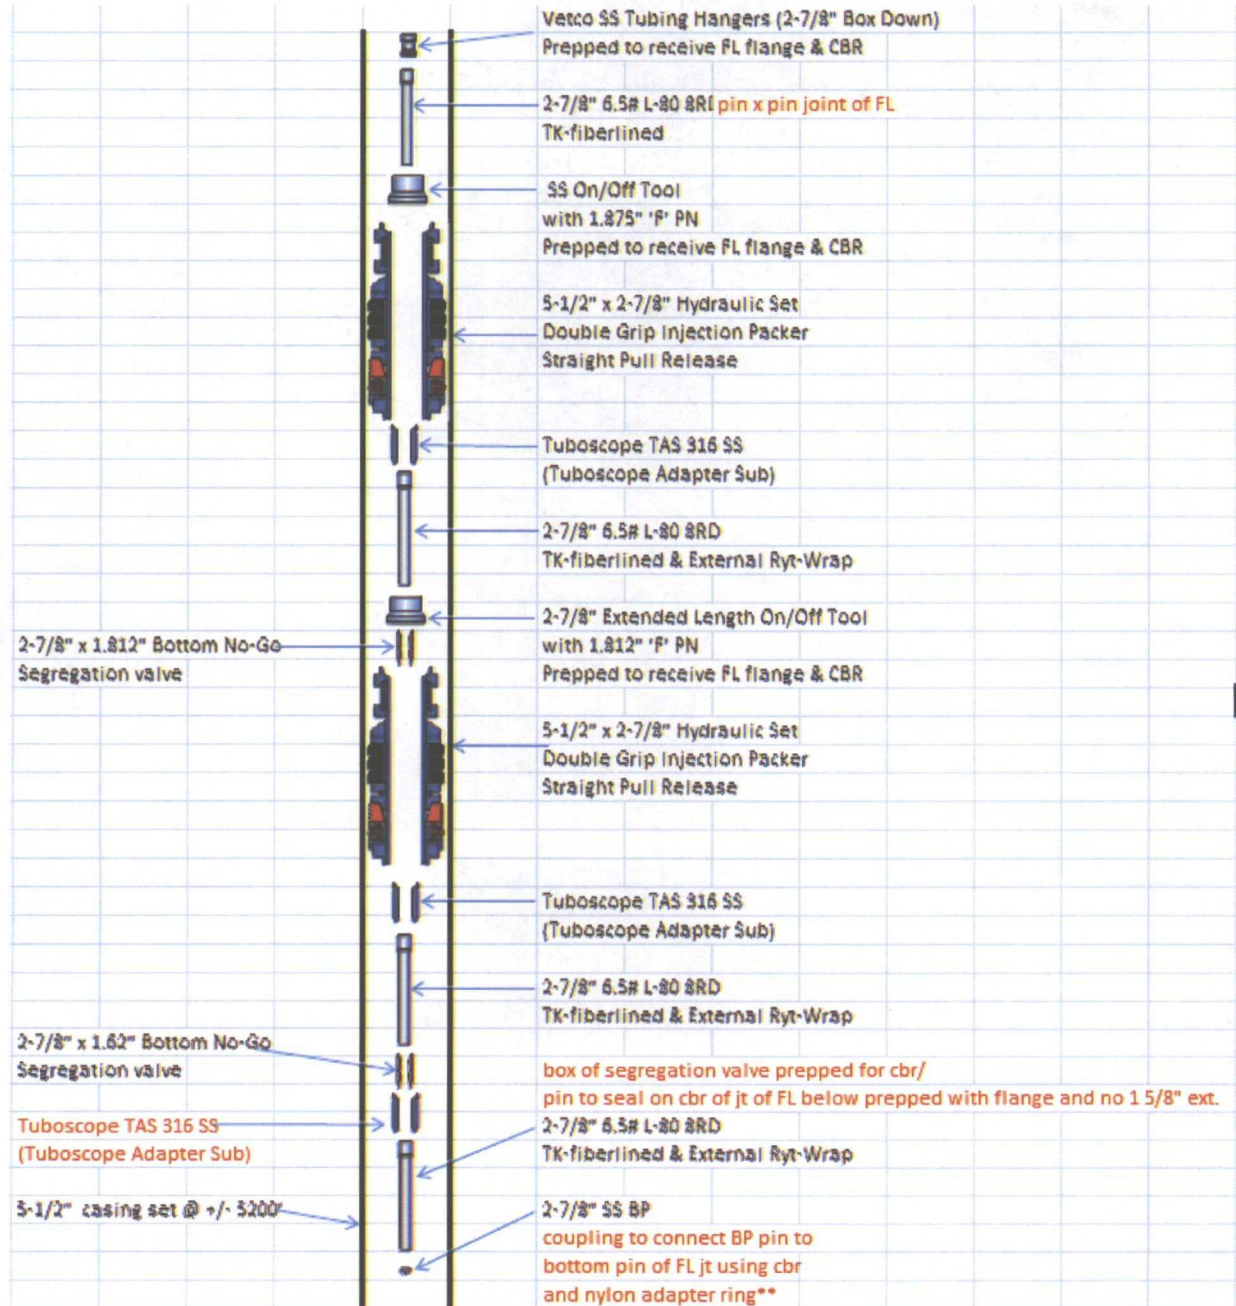 Vetco SS Tubing Hangers (2-7/8" Box Down)
Prepped to receive FL flange & CBR
2-7/8" 6.5# L-80 8RD pin x pin joint of FL
TK-fiberlined
SS On/Off Tool
with 1.875" 'F' PN
Prepped to receive FL flange & CBR
5-1/2" x 2-7/8" Hydraulic Set
Double Grip Injection Packer
Straight Pull Release
Tuboscope TAS 316 SS
(Tuboscope Adapter Sub)
2-7/8" 6.5# L-80 8RD
TK-fiberlined & External Ryt-Wrap
2-7/8" Extended Length On/Off Tool
with 1.812" 'F' PN
Prepped to receive FL flange & CBR
2-7/8" x 1.812" Bottom No-Go
Segregation valve
5-1/2" x 2-7/8" Hydraulic Set
Double Grip Injection Packer
Straight Pull Release
Tuboscope TAS 316 SS
(Tuboscope Adapter Sub)
2-7/8" 6.5# L-80 8RD
TK-fiberlined & External Ryt-Wrap
2-7/8" x 1.62" Bottom No-Go
Segregation valve
box of segregation valve prepped for cbr/
pin to seal on cbr of jt of FL below prepped with flange and no 1 5/8" ext.
Tuboscope TAS 316 SS
(Tuboscope Adapter Sub)
2-7/8" 6.5# L-80 8RD
TK-fiberlined & External Ryt-Wrap
5-1/2" casing set @ +/- 5200'
2-7/8" SS BP
coupling to connect BP pin to
bottom pin of FL jt using cbr
and nylon adapter ring**